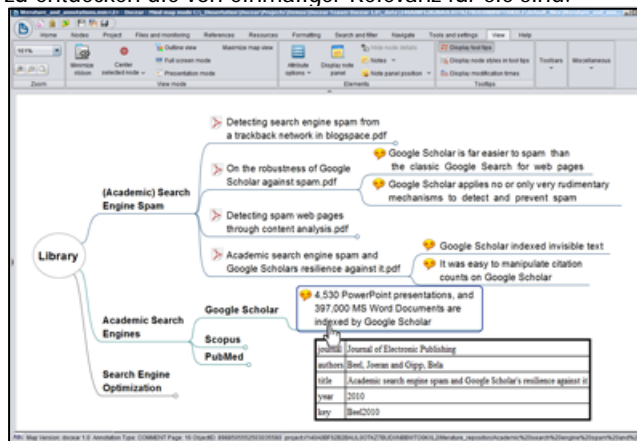 zu entdecken die von einmaliger Relevanz für sie sind.
Home Nodes Project Files and monitoring References Resources Formatting Search and filter Navigate Tools and settings View Help
Minimize ribbon
Center selected node
Outline view
Full screen mode
Presentation mode
Maximize map view
Attribute options
Display note panel
Hide node details
Notes
Note panel position
Display tool tips
Display node styles in tool tips
Display modification times
Toolbars
Miscellaneous
Zoom View mode Elements Tooltips
Detecting search engine spam from
a trackback network in blogspace.pdf
Google Scholar is far easier to spam than
the classic Google Search for web pages
On the robustness of Google
Scholar against spam.pdf
Google Scholar applies no or only very rudimentary
mechanisms to detect and prevent spam
(Academic) Search
Engine Spam
Detecting spam web pages
through content analysis.pdf
Google Scholar indexed invisible text
Academic search engine spam and
Google Scholars resilience against it.pdf
It was easy to manipulate citation
counts on Google Scholar
Library
4,530 PowerPoint presentations, and
397,000 MS Word Documents are
indexed by Google Scholar
Google Scholar
Academic Search
Engines
Scopus
PubMed
journal Journal of Electronic Publishing
authors Beel, Joeran and Gipp, Bela
title Academic search engine spam and Google Scholar's resilience against it
year 2010
key Beel2010
Search Engine
Optimization